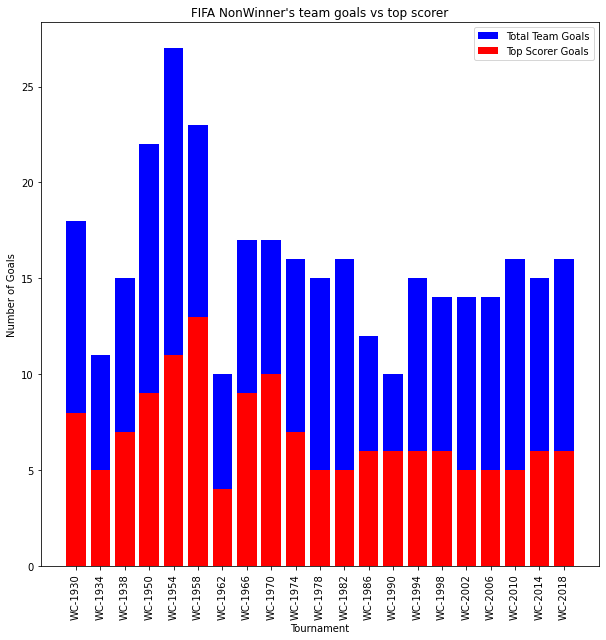 FIFA NonWinner's team goals vs top scorer
Total Team Goals
Top Scorer Goals
Number of Goals
25
20
15
10
5
0
WC-1930
WC-1934
WC-1938
WC-1950
WC-1954
WC-1958
WC-1962
WC-1966
WC-1970
WC-1974
WC-1978
WC-1982
WC-1986
WC-1990
WC-1994
WC-1998
WC-2002
WC-2006
WC-2010
WC-2014
WC-2018
Tournament